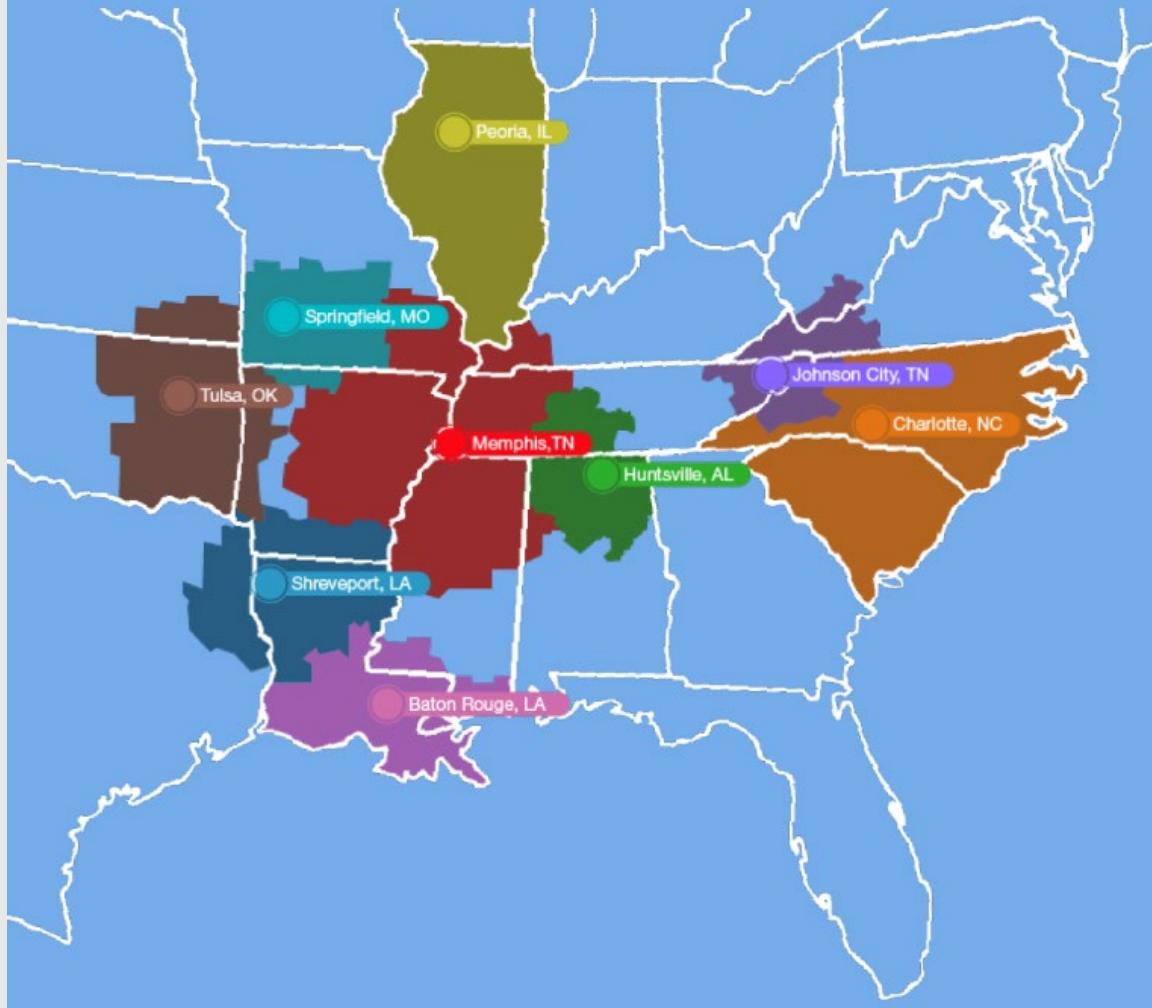 Peoria, IL
Springfield, MO
Johnson City, TN
Tulsa, OK
Charlotte, NC
Memphis,TN
Huntsville, AL
Shreveport, LA
Baton Rouge, LA